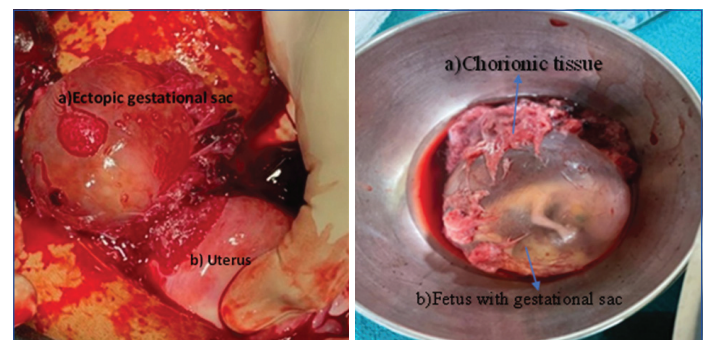 a)Ectopic gestational sac
b) Uterus
a)Chorionic tissue
b)Fetus with gestational sac